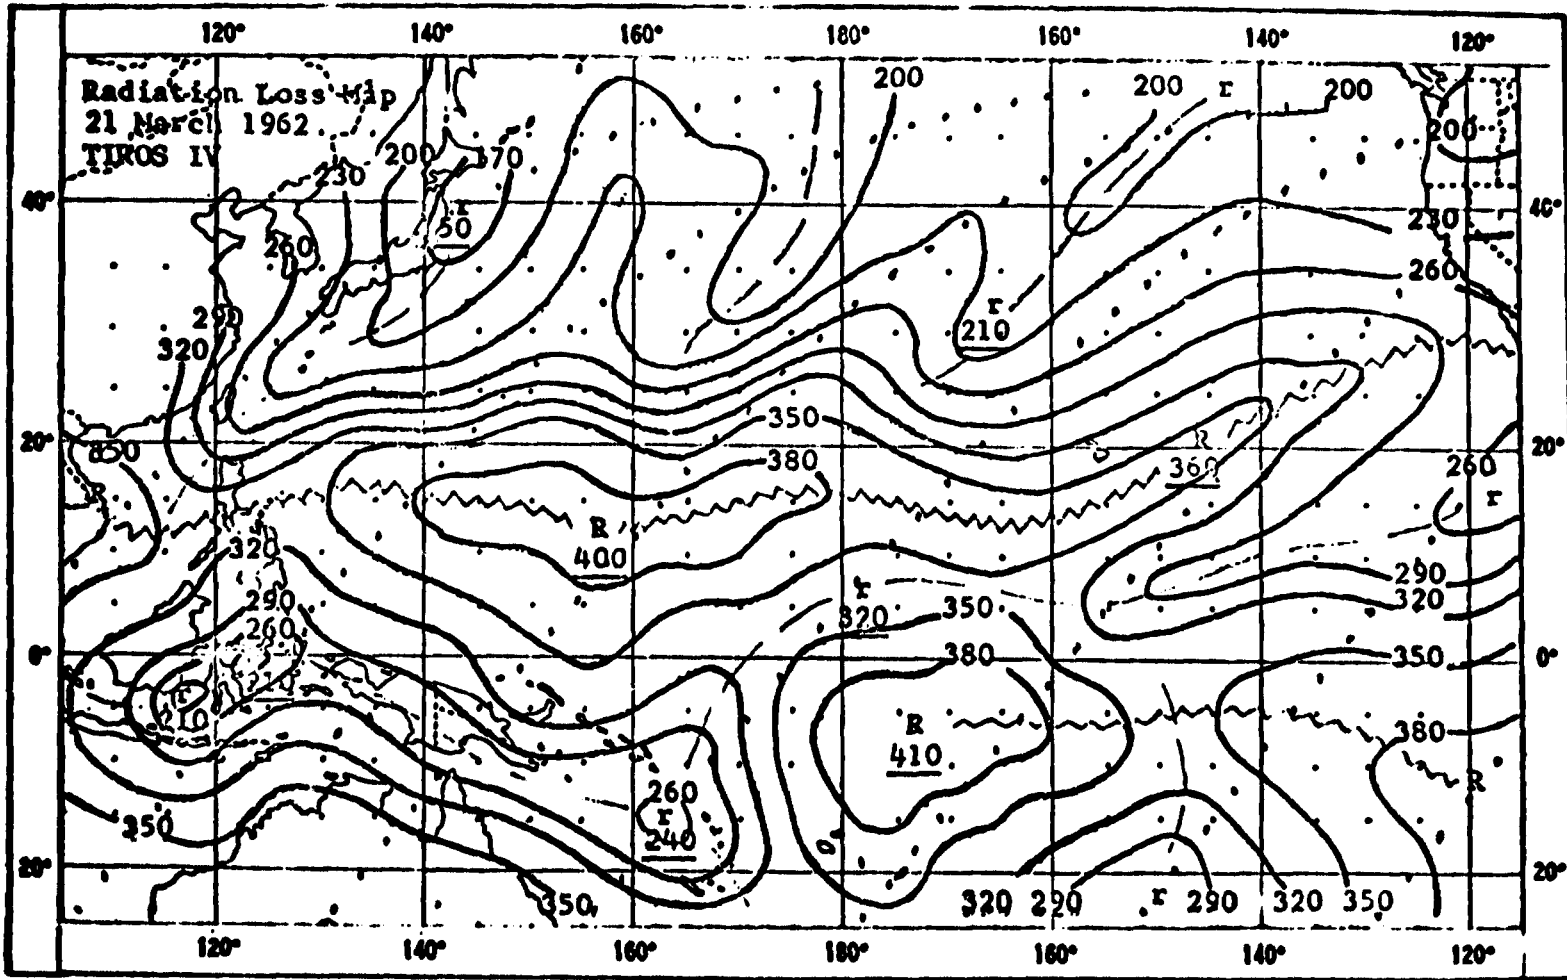 120° 140° 160° 180° 160° 140° 120°
Radiation Loss Map
21 March 1962
TIROS IV
200 200 r 200
200
200 170
230
40° r 40°
50 230
260 260
290 r
320 210
350
20° 350 R 20°
380 360 260
R r
R
400
320
290 r 290
260 320 350 320
0° 380 350 0°
r
210 R 380
410
260 R
r
350 240
20° 20°
350 320 290 r 290 320 350
120° 140° 160° 180° 160° 140° 120°